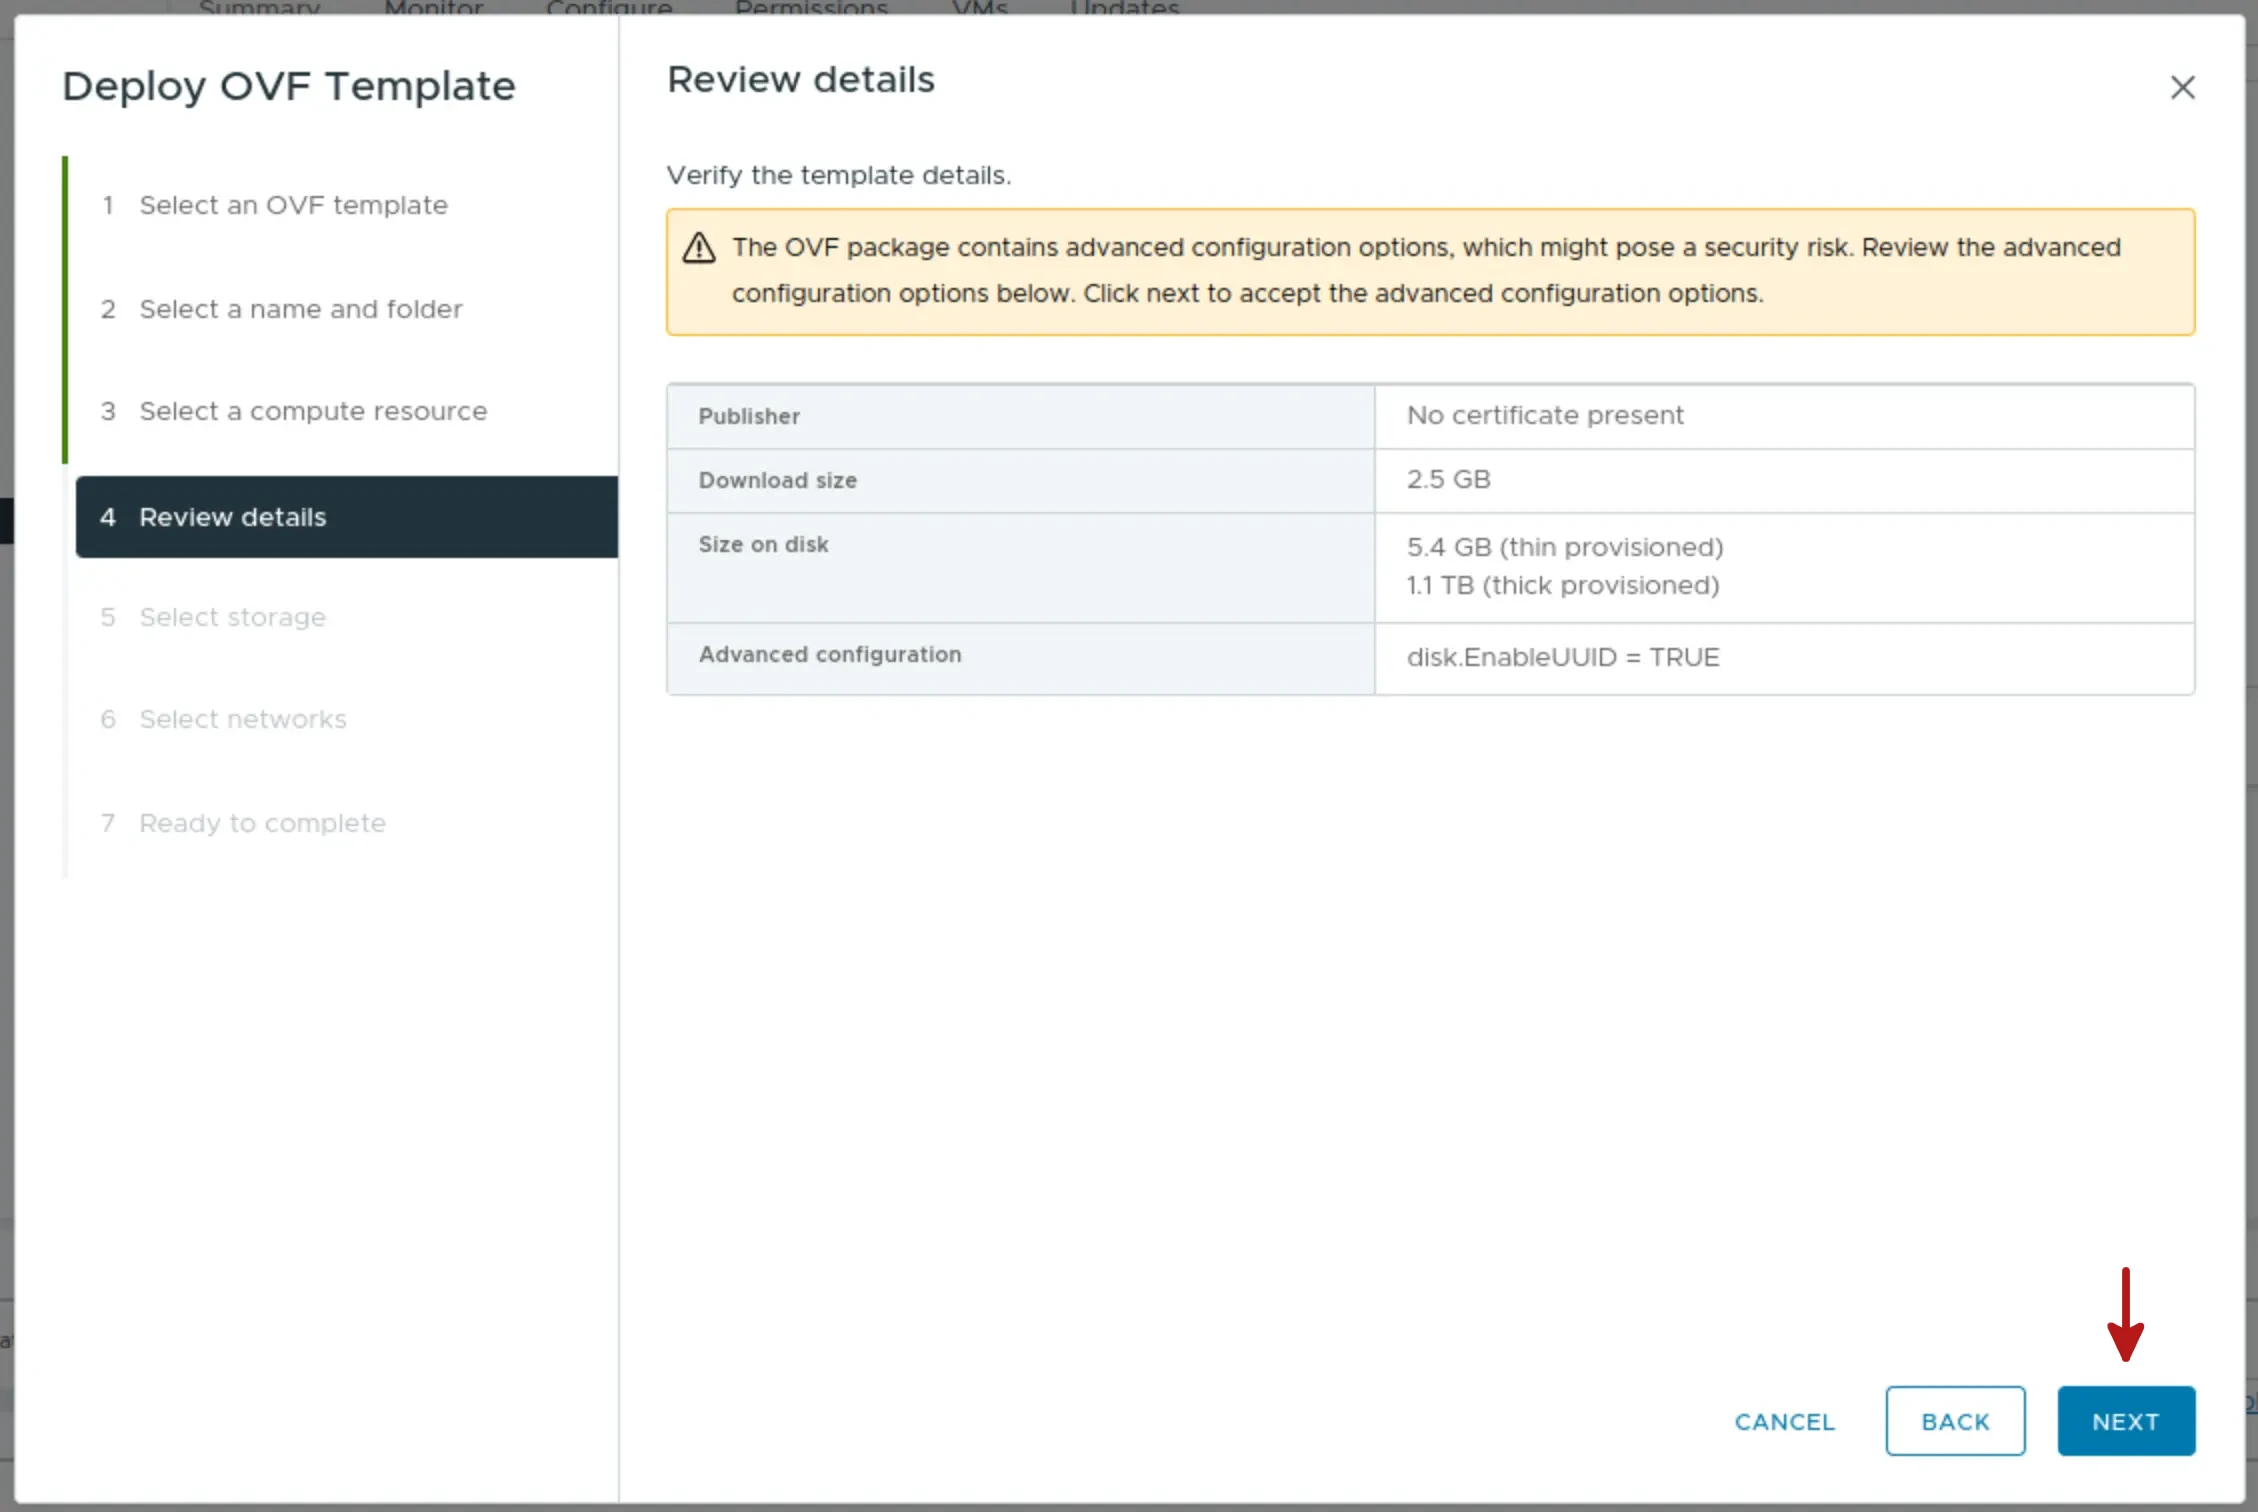 Summary Monitor Configure Permissions VMs Updates
Deploy OVF Template
1 Select an OVF template
2 Select a name and folder
3 Select a compute resource
4 Review details
5 Select storage
6 Select networks
7 Ready to complete
Review details
Verify the template details.
The OVF package contains advanced configuration options, which might pose a security risk. Review the advanced
configuration options below. Click next to accept the advanced configuration options.
Publisher No certificate present
Download size 2.5 GB
Size on disk 5.4 GB (thin provisioned)
1.1 TB (thick provisioned)
Advanced configuration disk.EnableUUID = TRUE
CANCEL BACK NEXT